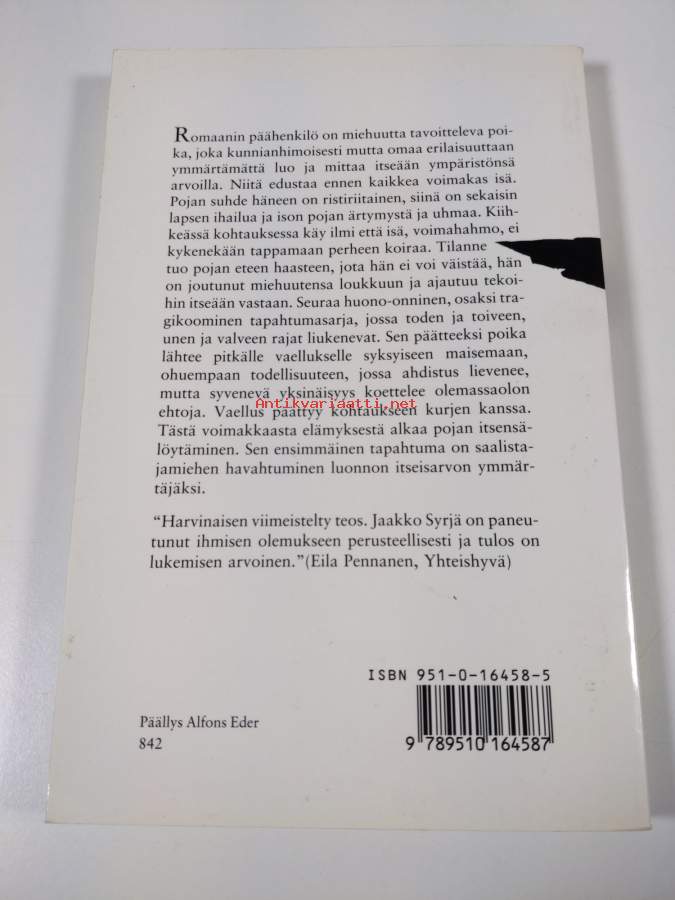 Romaanin päähenkilö on miehuutta tavoitteleva poi-
ka, joka kunnianhimoisesti mutta omaa erilaisuuttaan
ymmärtämättä luo ja mittaa itseään ympäristönsä
arvoilla. Niitä edustaa ennen kaikkea voimakas isä.
Pojan suhde häneen on ristiriitainen, siinä on sekaisin
lapsen ihailua ja ison pojan ärtymystä ja uhmaa. Kiih-
keässä kohtauksessa käy ilmi että isä, voimahahmo, ei
kykenekään tappamaan perheen koiraa. Tilanne
tuo pojan eteen haasteen, jota hän ei voi väistää, hän
on joutunut miehuutensa loukkuun ja ajautuu tekoi-
hin itseään vastaan. Seuraa huono-onninen, osaksi tra-
gikoominen tapahtumasarja, jossa toden ja toiveen,
unen ja valveen rajat liukenevat. Sen päätteeksi poika
lähtee pitkälle vaellukselle syksyiseen maisemaan,
ohuempaan todellisuuteen, jossa ahdistus lievenee,
mutta syvenevä yksinäisyys koettelee olemassaolon
ehtoja. Vaellus päättyy kohtaukseen kurjen kanssa.
Antikvariaatti.net
Tästä voimakkaasta elämyksestä alkaa pojan itsensä-
löytäminen. Sen ensimmäinen tapahtuma on saalista-
jamiehen havahtuminen luonnon itseisarvon ymmär-
täjäksi.
“Harvinaisen viimeistelty teos. Jaakko Syrjä on paneu-
tunut ihmisen olemukseen perusteellisesti ja tulos on
lukemisen arvoinen.”(Eila Pennanen, Yhteishyvä)
ISBN 951-0-16458-5
Päällys Alfons Eder
842
9 789510 164587